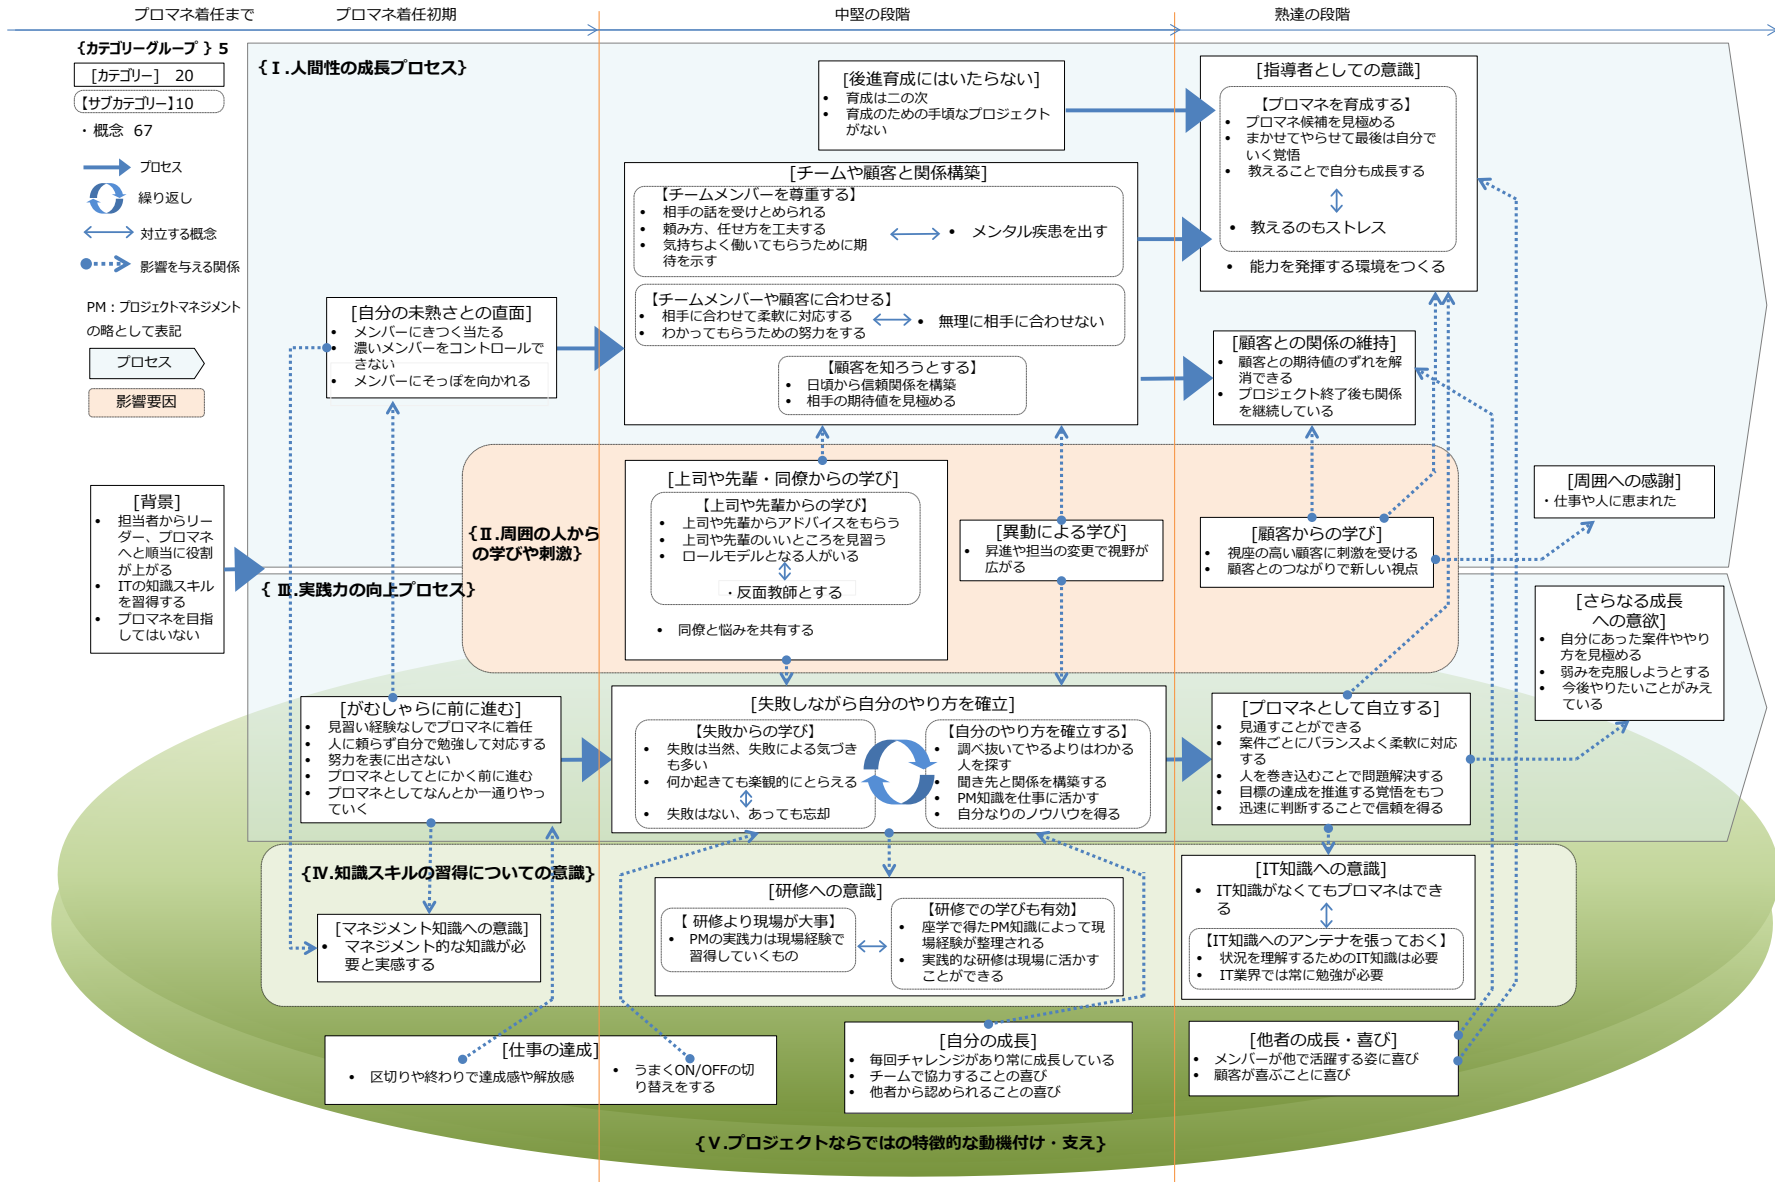 プロマネ着任まで
プロマネ着任初期
中堅の段階
熟達の段階
{カテゴリーグループ } 5
[カテゴリー]　20
【サブカテゴリー】10
・概念 67
プロセス
繰り返し
対立する概念
影響を与える関係
PM：プロジェクトマネジメント
の略として表記
プロセス
影響要因
{Ⅰ.人間性の成長プロセス}
[後進育成にはいたらない]
• 育成は二の次
• 育成のための手頃なプロジェクト
がない
[指導者としての意識]
【プロマネを育成する】
• プロマネ候補を見極める
• まかせてやらせて最後は自分で
いく覚悟
• 教えることで自分も成長する
• 教えるのもストレス
• 能力を発揮する環境をつくる
[チームや顧客と関係構築]
【チームメンバーを尊重する】
• 相手の話を受けとめられる
• 頼み方、任せ方を工夫する
• 気持ちよく働いてもらうために期
待を示す
• メンタル疾患を出す
【チームメンバーや顧客に合わせる】
• 相手に合わせて柔軟に対応する
• わかってもらうための努力をする
• 無理に相手に合わせない
【顧客を知ろうとする】
• 日頃から信頼関係を構築
• 相手の期待値を見極める
[自分の未熟さとの直面]
• メンバーにきつく当たる
• 濃いメンバーをコントロールで
きない
• メンバーにそっぽを向かれる
[顧客との関係の維持]
• 顧客との期待値のずれを解
消できる
• プロジェクト終了後も関係
を継続している
[背景]
• 担当者からリー
ダー、プロマネ
へと順当に役割
が上がる
• ITの知識スキル
を習得する
• プロマネを目指
してはいない
{Ⅱ.周囲の人から
の学びや刺激}
[上司や先輩・同僚からの学び]
【上司や先輩からの学び】
• 上司や先輩からアドバイスをもらう
• 上司や先輩のいいところを見習う
• ロールモデルとなる人がいる
・反面教師とする
• 同僚と悩みを共有する
[異動による学び]
• 昇進や担当の変更で視野が
広がる
[顧客からの学び]
• 視座の高い顧客に刺激を受ける
• 顧客とのつながりで新しい視点
[周囲への感謝]
・仕事や人に恵まれた
{ Ⅲ.実践力の向上プロセス}
[さらなる成長
への意欲]
• 自分にあった案件ややり
方を見極める
• 弱みを克服しようとする
• 今後やりたいことがみえ
ている
[がむしゃらに前に進む]
• 見習い経験なしでプロマネに着任
• 人に頼らず自分で勉強して対応する
• 努力を表に出さない
• プロマネとしてとにかく前に進む
• プロマネとしてなんとか一通りやっ
ていく
[失敗しながら自分のやり方を確立]
【失敗からの学び】
• 失敗は当然、失敗による気づき
も多い
• 何か起きても楽観的にとらえる
• 失敗はない、あっても忘却
【自分のやり方を確立する】
• 調べ抜いてやるよりはわかる
人を探す
• 聞き先と関係を構築する
• PM知識を仕事に活かす
• 自分なりのノウハウを得る
[プロマネとして自立する]
• 見通すことができる
• 案件ごとにバランスよく柔軟に対応
する
• 人を巻き込むことで問題解決する
• 目標の達成を推進する覚悟をもつ
• 迅速に判断することで信頼を得る
{Ⅳ.知識スキルの習得についての意識}
[マネジメント知識への意識]
• マネジメント的な知識が必
要と実感する
[研修への意識]
【 研修より現場が大事】
• PMの実践力は現場経験で
習得していくもの
【研修での学びも有効】
• 座学で得たPM知識によって現
場経験が整理される
• 実践的な研修は現場に活かす
ことができる
[IT知識への意識]
• IT知識がなくてもプロマネはでき
る
【IT知識へのアンテナを張っておく】
• 状況を理解するためのIT知識は必要
• IT業界では常に勉強が必要
[仕事の達成]
• 区切りや終わりで達成感や解放感
• うまくON/OFFの切
り替えをする
[自分の成長]
• 毎回チャレンジがあり常に成長している
• チームで協力することの喜び
• 他者から認められることの喜び
[他者の成長・喜び]
• メンバーが他で活躍する姿に喜び
• 顧客が喜ぶことに喜び
{Ⅴ.プロジェクトならではの特徴的な動機付け・支え}